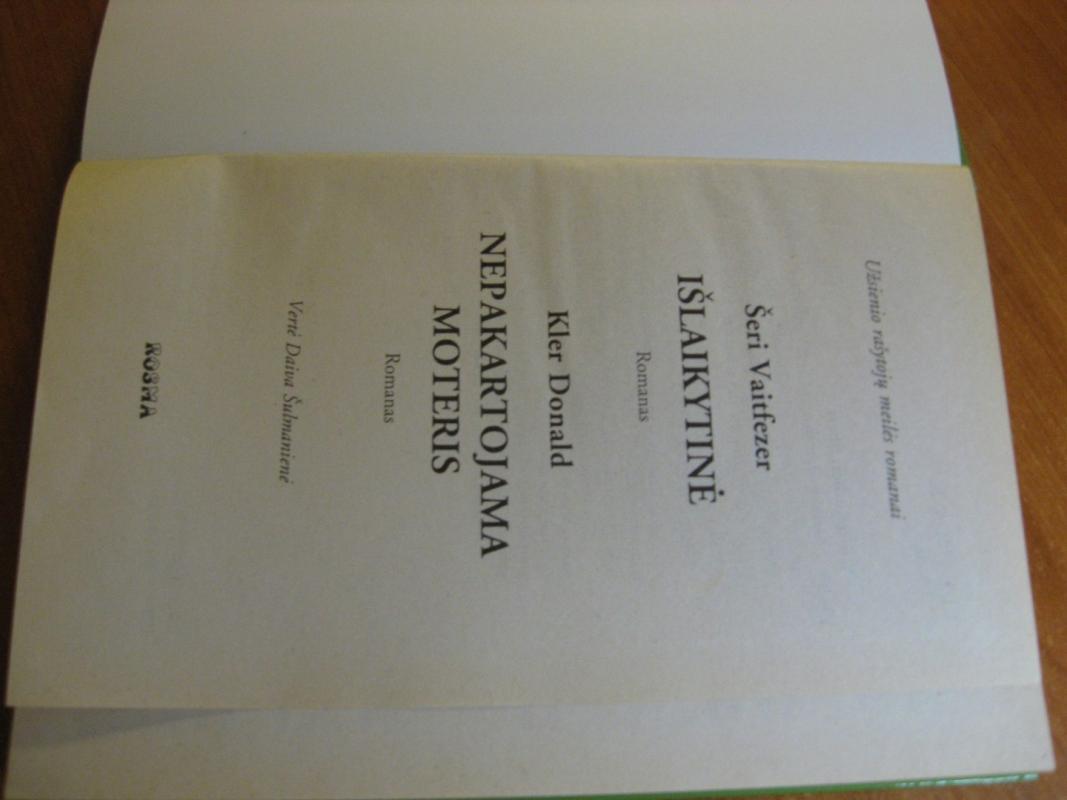 Užsienio rašytojų meilės romanai
Šeri Vaitfezer
IŠLAIKYTINĖ
Romanas
Kler Donald
NEPAKARTOJAMA
MOTERIS
Romanas
Vertė Daiva Šulmanienė
ROSMA